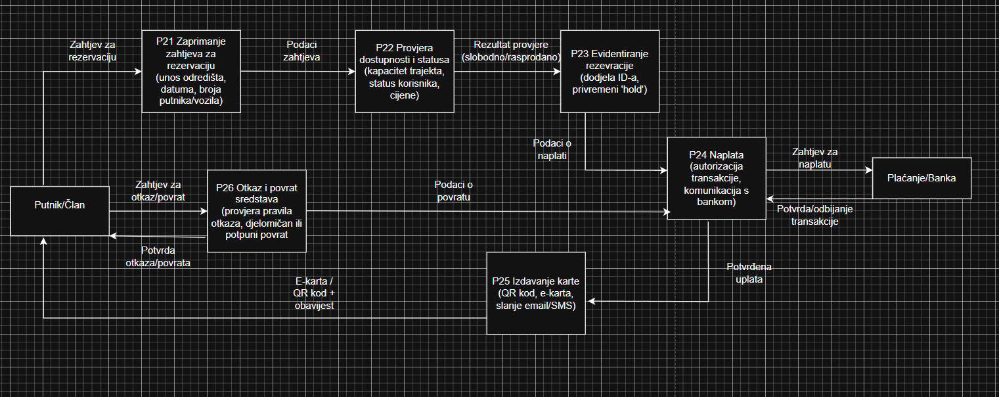 Zahtjev za
rezervaciju
P21 Zaprimanje
zahtjeva za
rezervaciju
(unos odredišta,
datuma, broja
putnika/vozila)
Podaci
zahtjeva
P22 Provjera
dostupnosti i statusa
(kapacitet trajekta,
status korisnika,
cijene)
Rezultat provjere
(slobodno/rasprodano)
P23 Evidentiranje
rezevracije
(dodjela ID-a,
privremeni 'hold')
Podaci o
naplati
P24 Naplata
(autorizacija
transakcije,
komunikacija s
bankom)
Zahtjev za
naplatu
Plaćanje/Banka
Potvrda/odbijanje
transakcije
Putnik/Član
Zahtjev za
otkaz/povrat
P26 Otkaz i povrat
sredstava
(provjera pravila
otkaza, djelomičan ili
potpuni povrat
Podaci o
povratu
Potvrda
otkaza/povrata
E-karta /
QR kod +
obavijest
P25 Izdavanje karte
(QR kod, e-karta,
slanje email/SMS)
Potvrđena
uplata